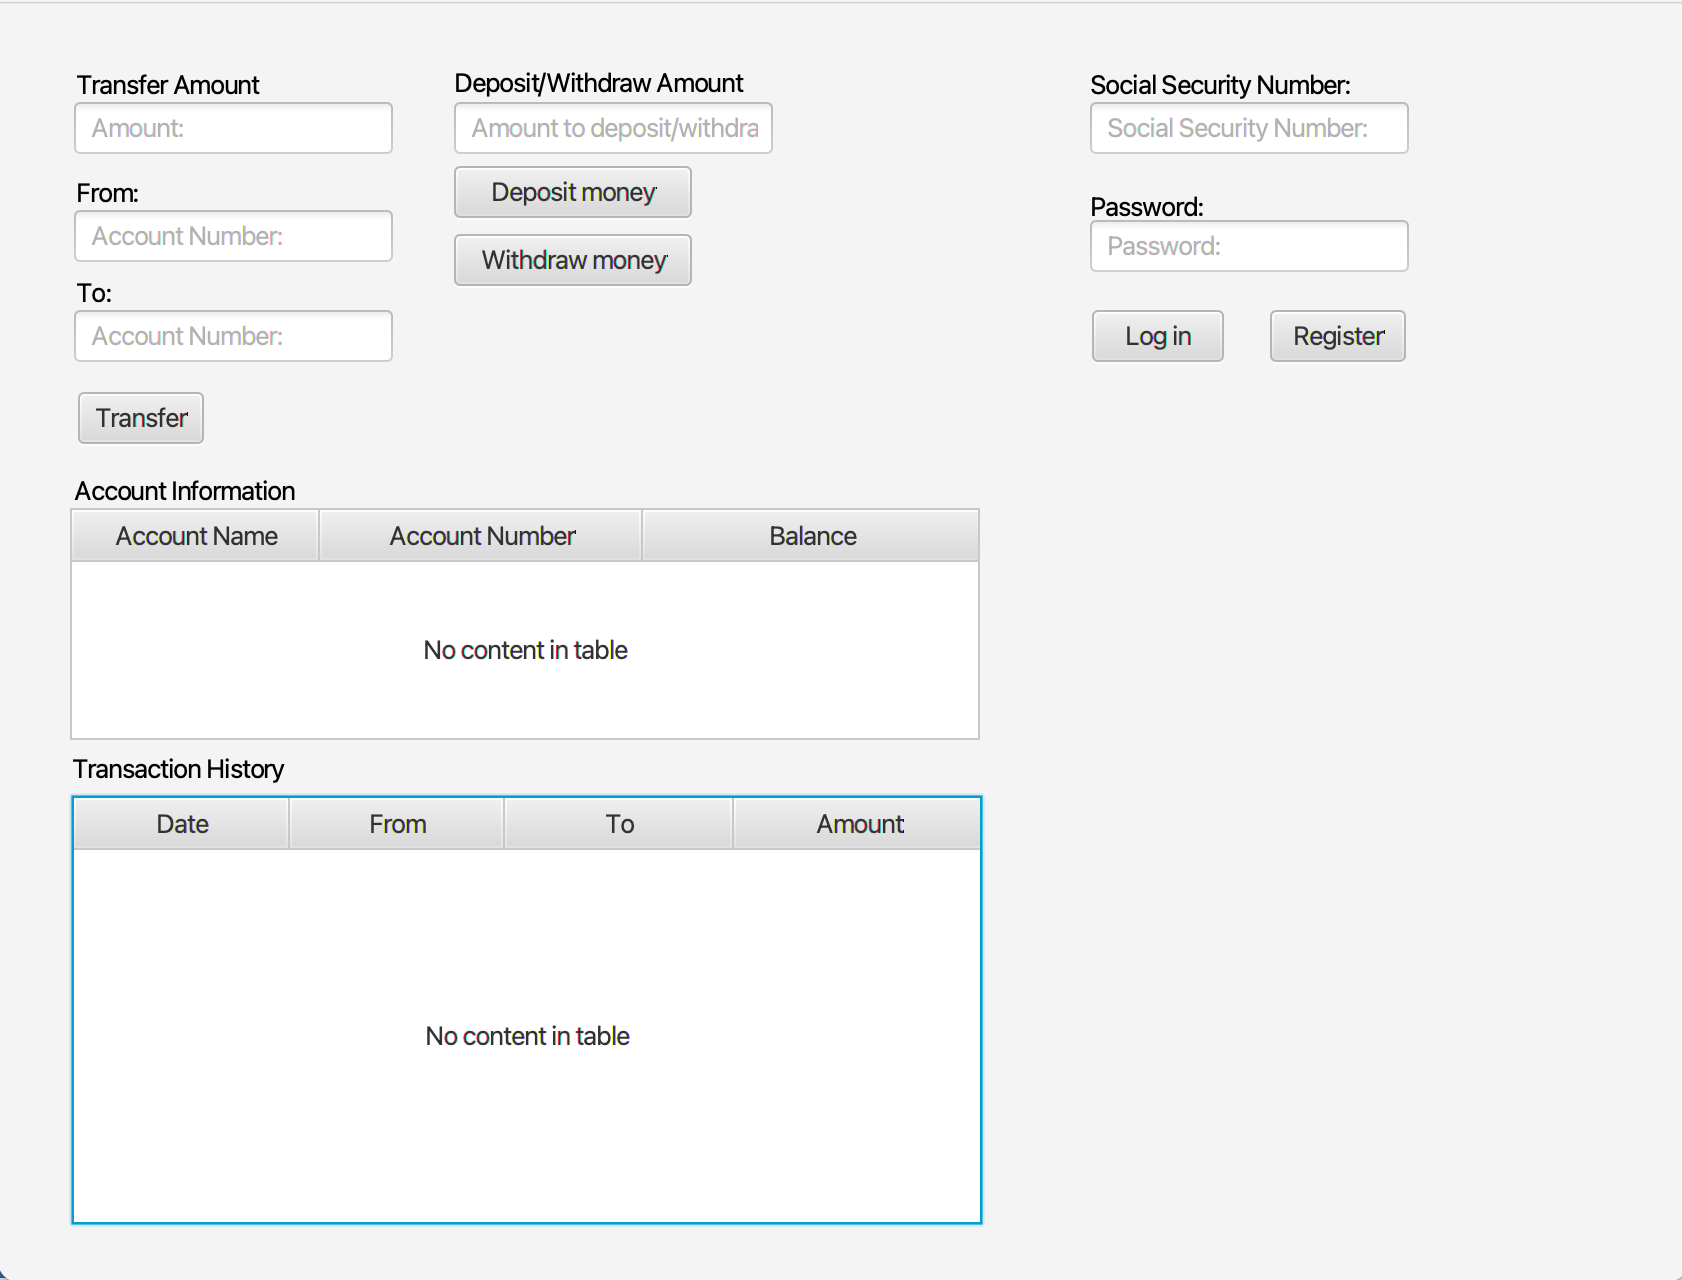 Transfer Amount
Amount:
From:
Account Number:
To:
Account Number:
Transfer
Deposit/Withdraw Amount
Amount to deposit/withdra
Deposit money
Withdraw money
Social Security Number:
Social Security Number:
Password:
Password:
Log in Register
Account Information
Account Name Account Number Balance
No content in table
Transaction History
Date From To Amount
No content in table